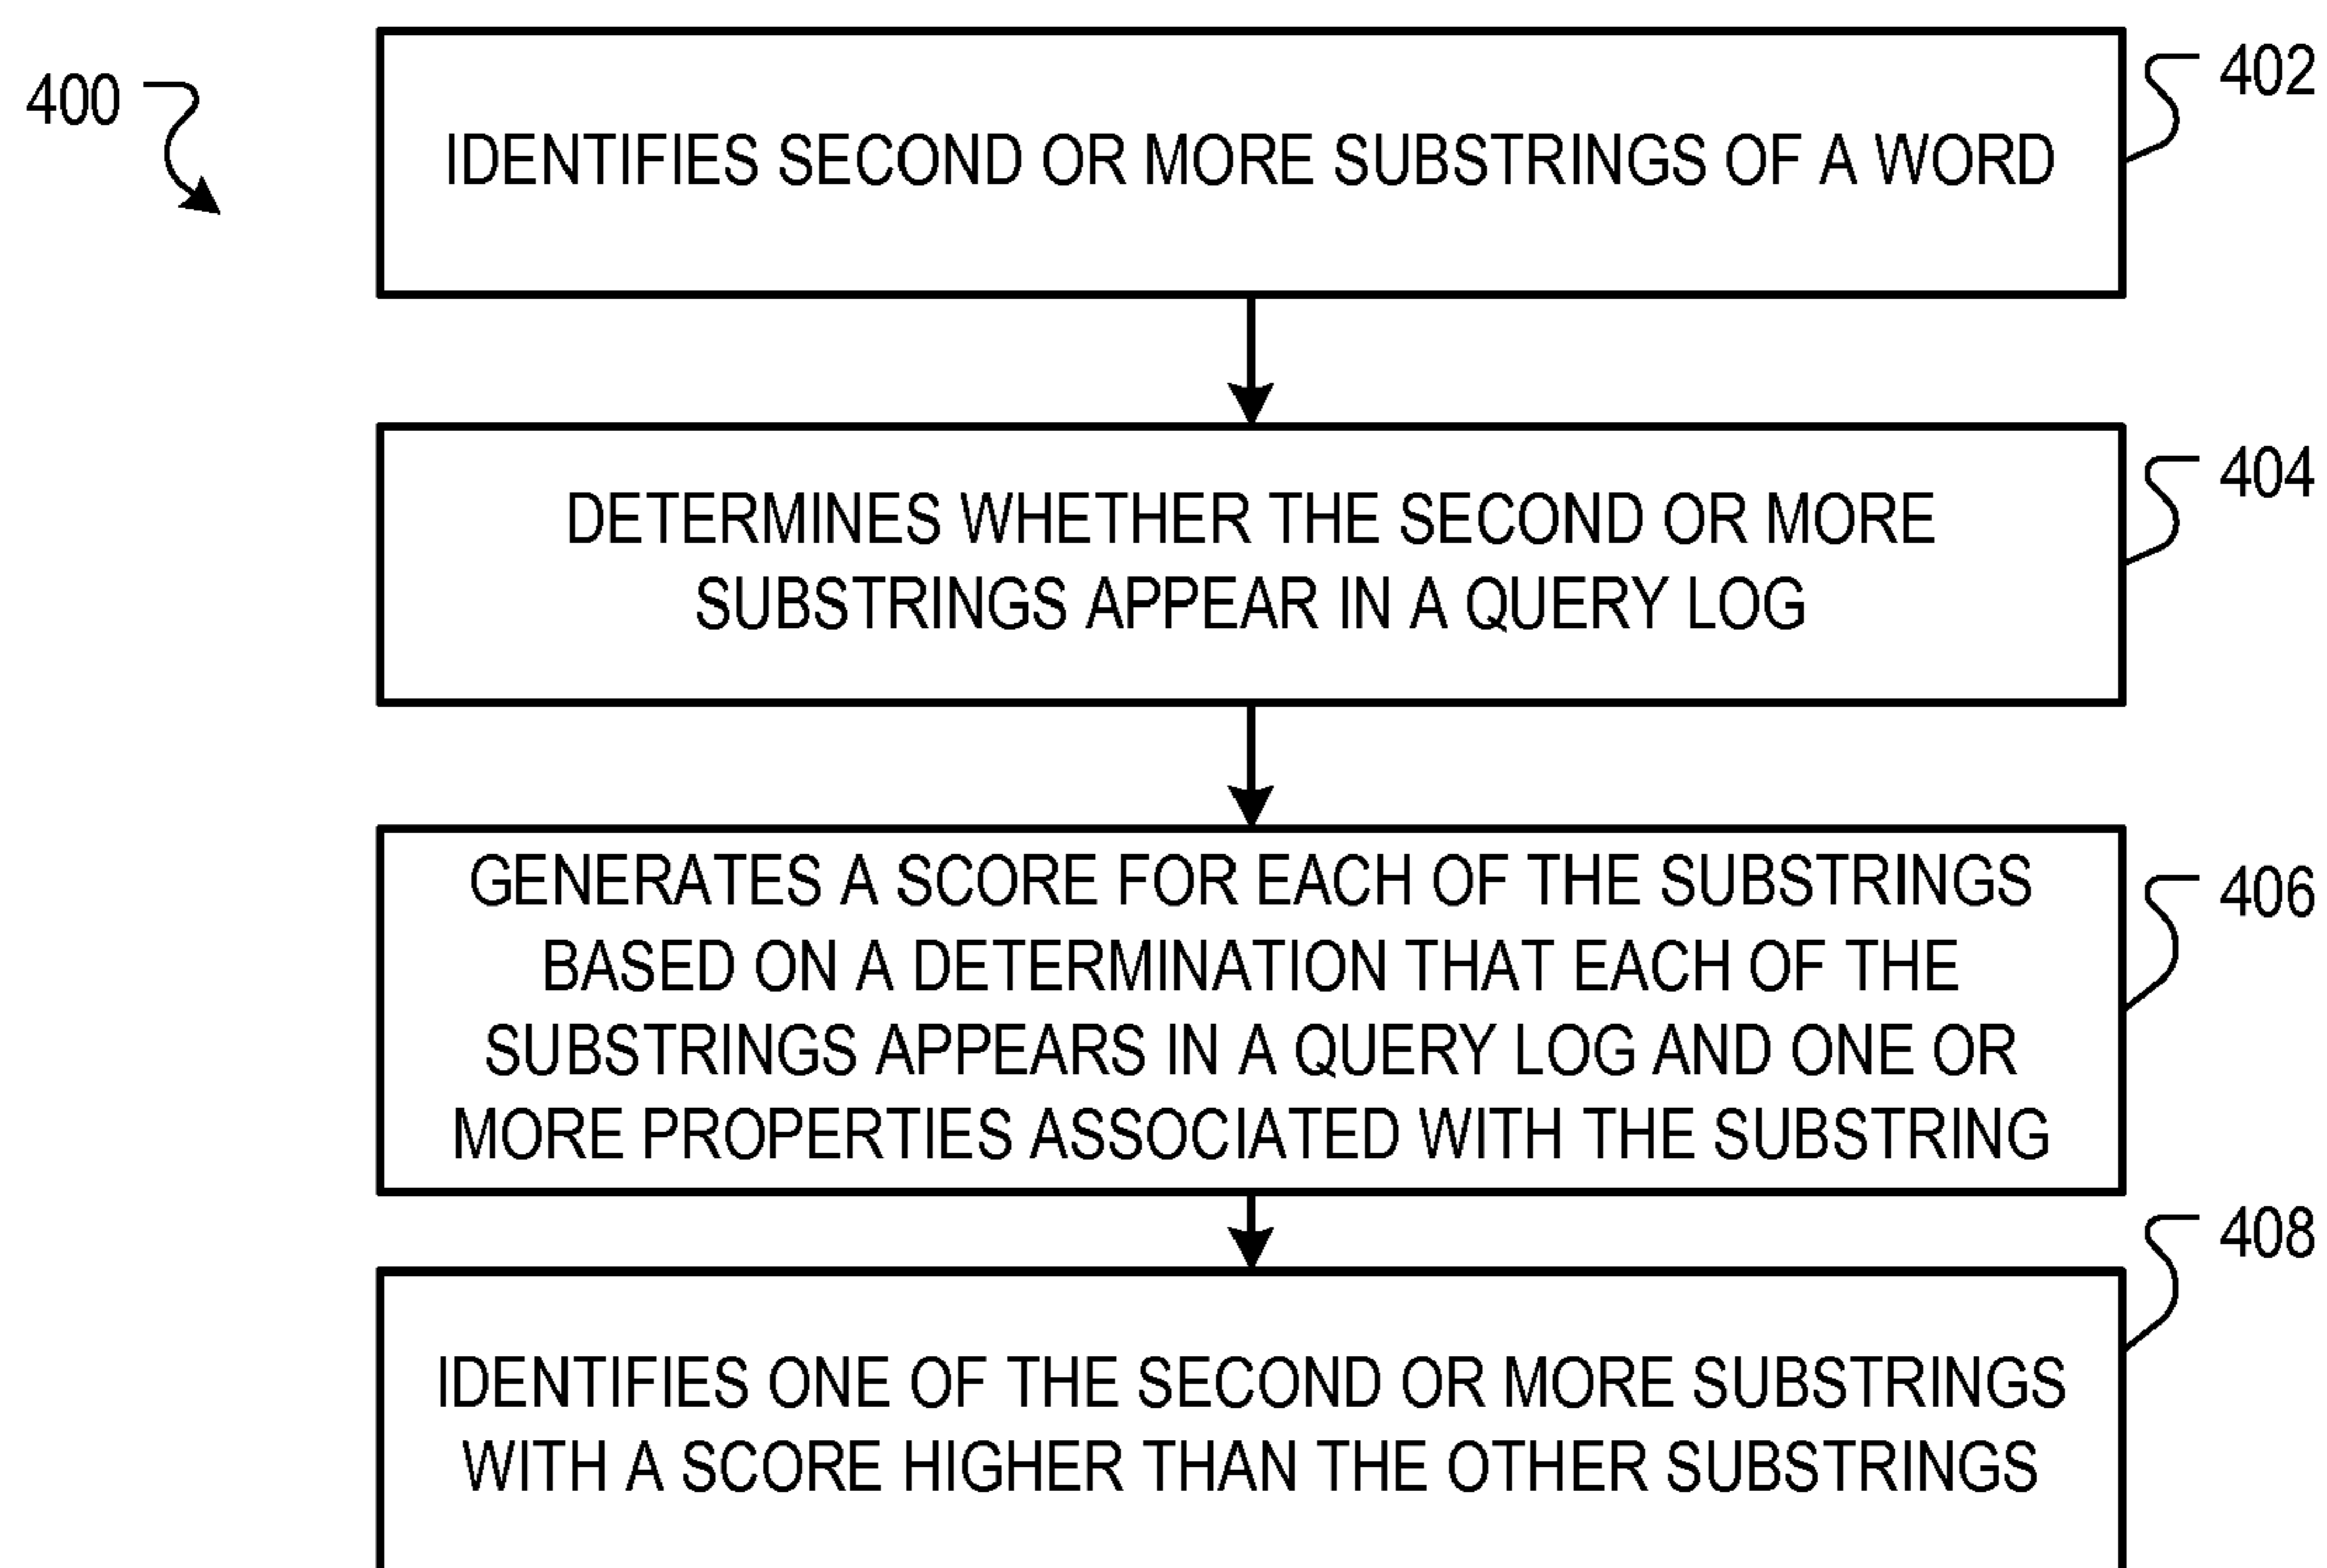 400
402
IDENTIFIES SECOND OR MORE SUBSTRINGS OF A WORD
404
DETERMINES WHETHER THE SECOND OR MORE
SUBSTRINGS APPEAR IN A QUERY LOG
406
GENERATES A SCORE FOR EACH OF THE SUBSTRINGS
BASED ON A DETERMINATION THAT EACH OF THE
SUBSTRINGS APPEARS IN A QUERY LOG AND ONE OR
MORE PROPERTIES ASSOCIATED WITH THE SUBSTRING
408
IDENTIFIES ONE OF THE SECOND OR MORE SUBSTRINGS
WITH A SCORE HIGHER THAN THE OTHER SUBSTRINGS